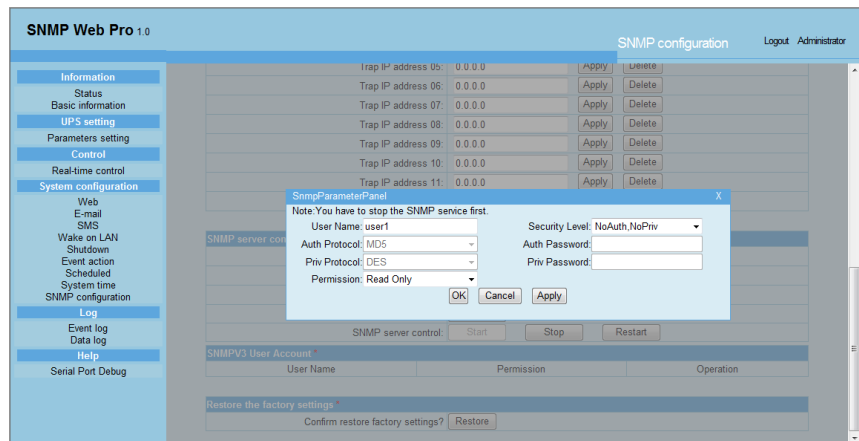 SNMP Web Pro 1.0
SNMP configuration
Logout Administrator
Information
Status
Basic information
UPS setting
Parameters setting
Control
Real-time control
System configuration
Web
E-mail
SMS
Wake on LAN
Shutdown
Event action
Scheduled
System time
SNMP configuration
Log
Event log
Data log
Help
Serial Port Debug
Trap IP address 05: 0.0.0.0 Apply Delete
Trap IP address 06: 0.0.0.0 Apply Delete
Trap IP address 07: 0.0.0.0 Apply Delete
Trap IP address 08: 0.0.0.0 Apply Delete
Trap IP address 09: 0.0.0.0 Apply Delete
Trap IP address 10: 0.0.0.0 Apply Delete
Trap IP address 11: 0.0.0.0 Apply Delete
SnmpParameterPanel X
Note:You have to stop the SNMP service first.
User Name: user1 Security Level: NoAuth,NoPriv
Auth Protocol: MD5 Auth Password:
Priv Protocol: DES Priv Password:
Permission: Read Only
OK Cancel Apply
SNMP server con
SNMP server control: Start Stop Restart
SNMPV3 User Account *
User Name Permission Operation
Restore the factory settings *
Confirm restore factory settings? Restore